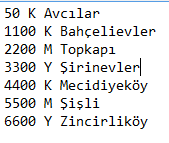 50 K Avcılar
1100 K Bahçelievler
2200 M Topkapı
3300 Y Şirinevler
4400 K Mecidiyeköy
5500 M Şişli
6600 Y Zincirliköy